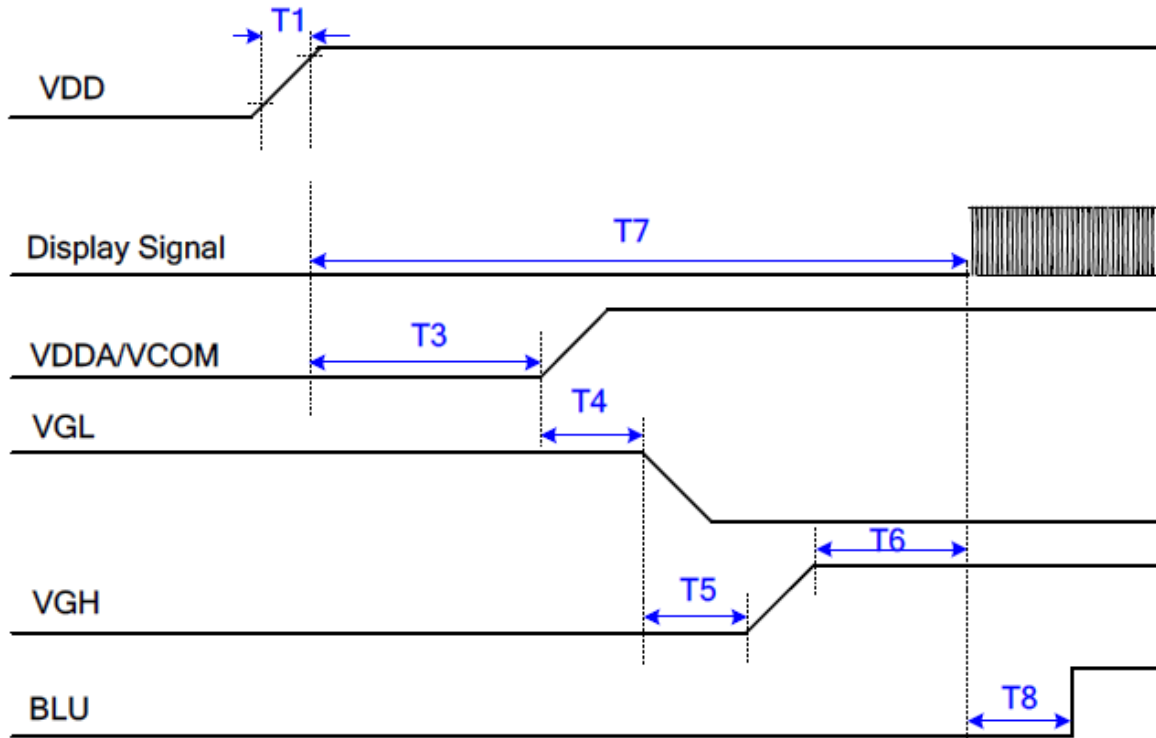 T1
VDD
T7
Display Signal
T3
VDDA/VCOM
T4
VGL
T6
T5
VGH
T8
BLU